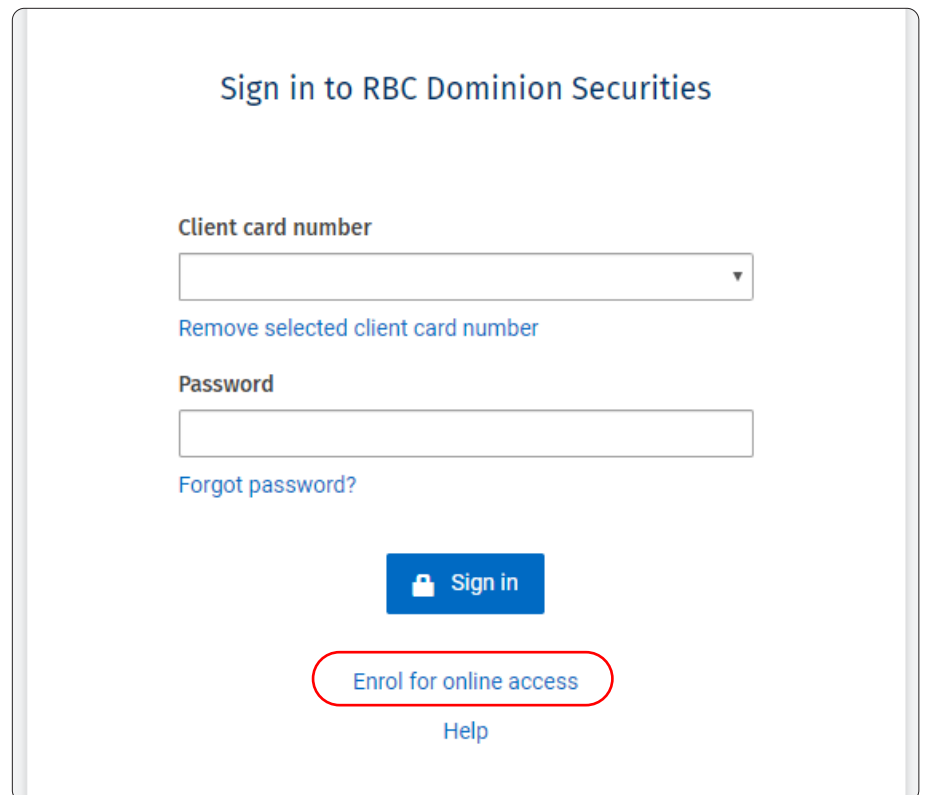 Sign in to RBC Dominion Securities
Client card number
Remove selected client card number
Password
Forgot password?
Sign in
Enrol for online access
Help